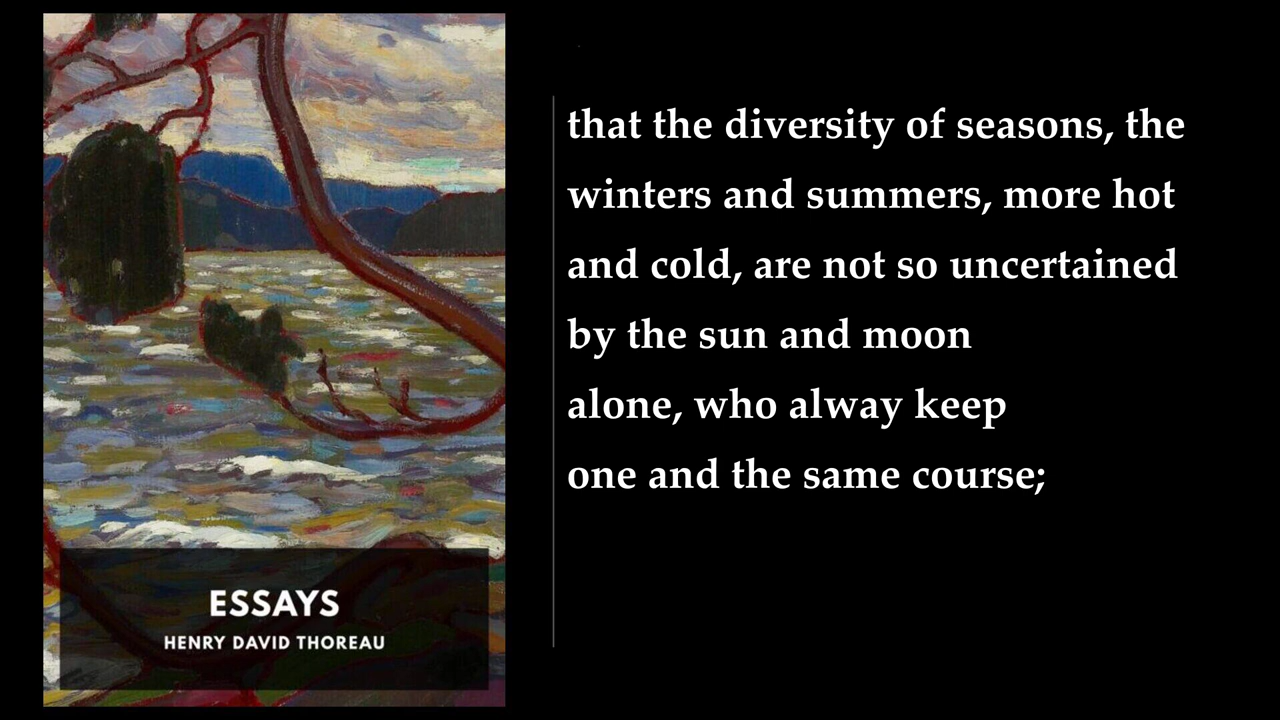 that the diversity of seasons, the
winters and summers, more hot
and cold, are not so uncertained
by the sun and moon
alone, who alway keep
one and the same course;
ESSAYS
HENRY DAVID THOREAU